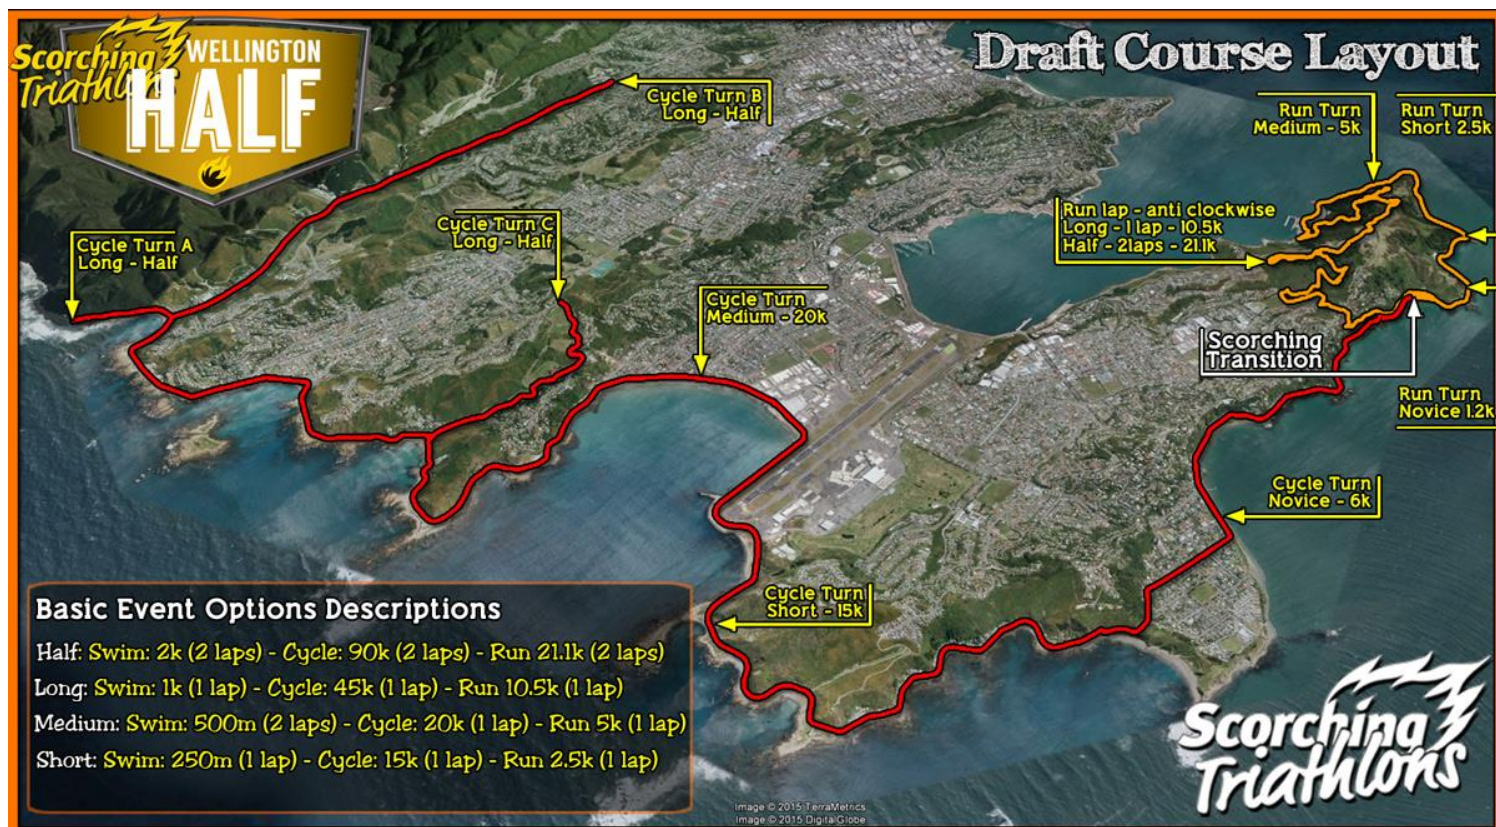 Scorching
Triathlons
WELLINGTON
HALF
Draft Course Layout
Cycle Turn B
Long - Half
Run Turn
Medium - 5k
Run Turn
Short 2.5k
Cycle Turn A
Long - Half
Cycle Turn C
Long - Half
Run lap - anti clockwise
Long - 1 lap - 10.5k
Half - 2laps - 21.1k
Cycle Turn
Medium - 20k
Scorching
Transition
Run Turn
Novice 1.2k
Cycle Turn
Novice - 6k
Cycle Turn
Short - 15k
Basic Event Options Descriptions
Half: Swim: 2k (2 laps) - Cycle: 90k (2 laps) - Run 21.1k (2 laps)
Long: Swim: 1k (1 lap) - Cycle: 45k (1 lap) - Run 10.5k (1 lap)
Medium: Swim: 500m (2 laps) - Cycle: 20k (1 lap) - Run 5k (1 lap)
Short: Swim: 250m (1 lap) - Cycle: 15k (1 lap) - Run 2.5k (1 lap)
Scorching
Triathlons
Image © 2015 TerraMetrics
Image © 2015 DigitalGlobe